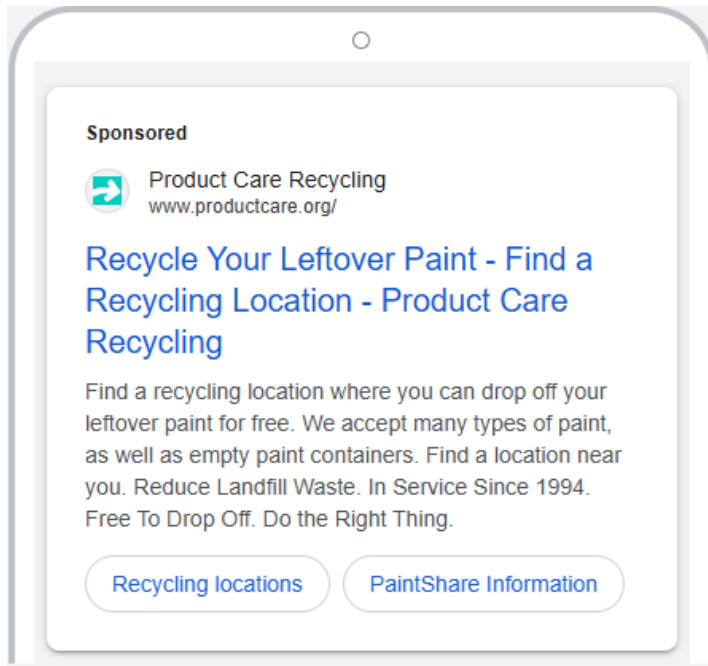 Sponsored
Product Care Recycling
www.productcare.org/
Recycle Your Leftover Paint - Find a
Recycling Location - Product Care
Recycling
Find a recycling location where you can drop off your
leftover paint for free. We accept many types of paint,
as well as empty paint containers. Find a location near
you. Reduce Landfill Waste. In Service Since 1994.
Free To Drop Off. Do the Right Thing.
Recycling locations
PaintShare Information